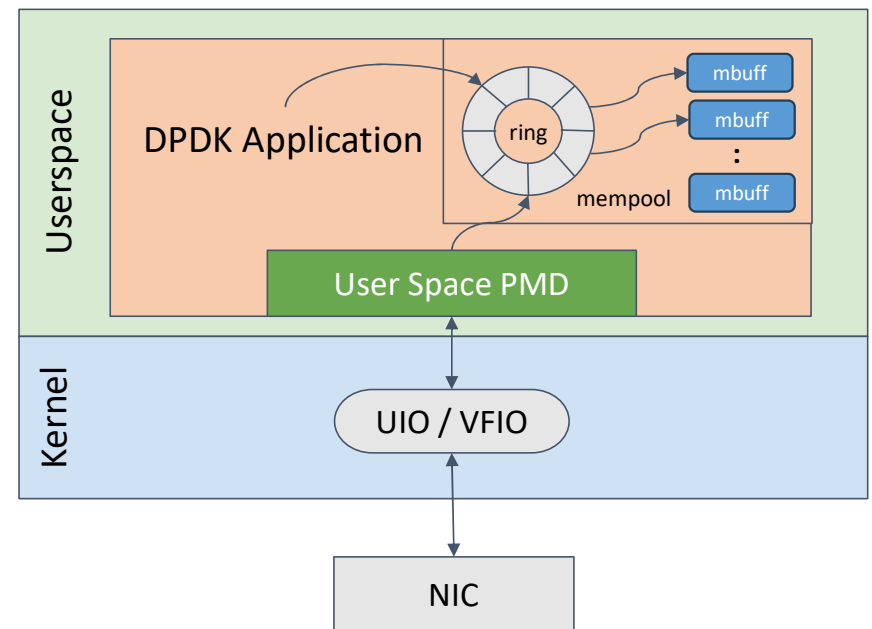 Userspace
DPDK Application
ring
mbuff
mbuff
:
mbuff
mempool
User Space PMD
Kernel
UIO / VFIO
NIC